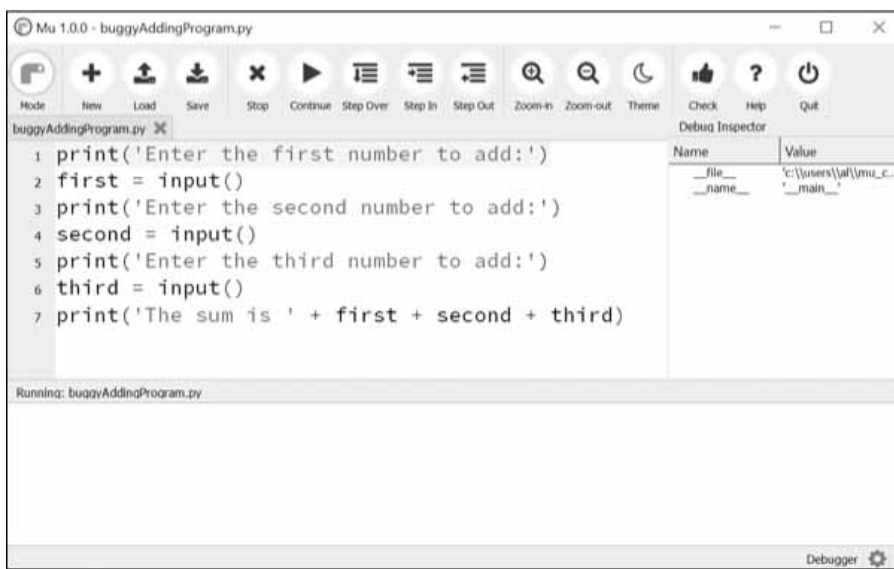 Mu 1.0.0 - buggyAddingProgram.py
Mode New Load Save Stop Continue Step Over Step In Step Out Zoom-in Zoom-out Theme Check Help Quit
buggyAddingProgram.py
Debug Inspector
Name Value
__file__ 'c:\\users\\al\\mu_c...
__name__ '__main__'
1 print('Enter the first number to add:')
2 first = input()
3 print('Enter the second number to add:')
4 second = input()
5 print('Enter the third number to add:')
6 third = input()
7 print('The sum is ' + first + second + third)
Running: buggyAddingProgram.py
Debugger